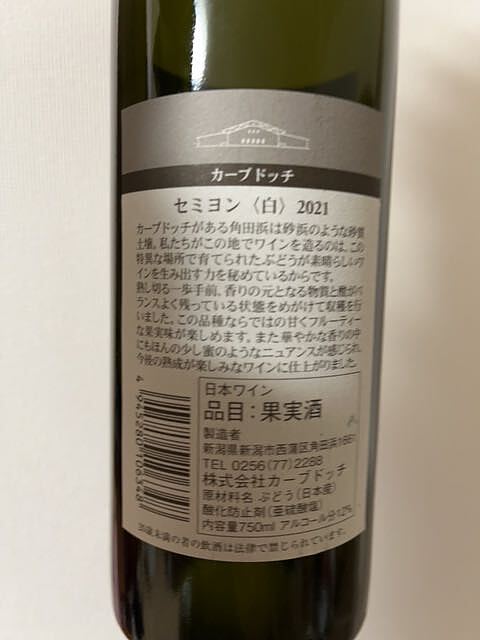 カーブドッチ
セミヨン〈白〉2021
カーブドッチがある角田浜は砂浜のような砂質
土壌。私たちがこの地でワインを造るのは、この
特異な場所で育てられたぶどうが素晴らしいワ
インを生み出す力を秘めているからです。
熟し切る一歩手前、香りの元となる物質と酸がバ
ランスよく残っている状態をめがけて収穫を行
いました。この品種ならではの甘くフルーティー
な果実味が楽しめます。また華やかな香りの中
にもほんの少し蜜のようなニュアンスが感じられ、
今後の熟成が楽しみなワインに仕上がりました。
日本ワイン
品目:果実酒
製造者
新潟県新潟市西蒲区角田浜1661
TEL 0256(77)2288
株式会社カーブドッチ
原材料名 ぶどう(日本産)
酸化防止剤(亜硫酸塩)
内容量750ml アルコール分12%
4 945280 106348
20歳未満の者の飲酒は法律で禁じられています。